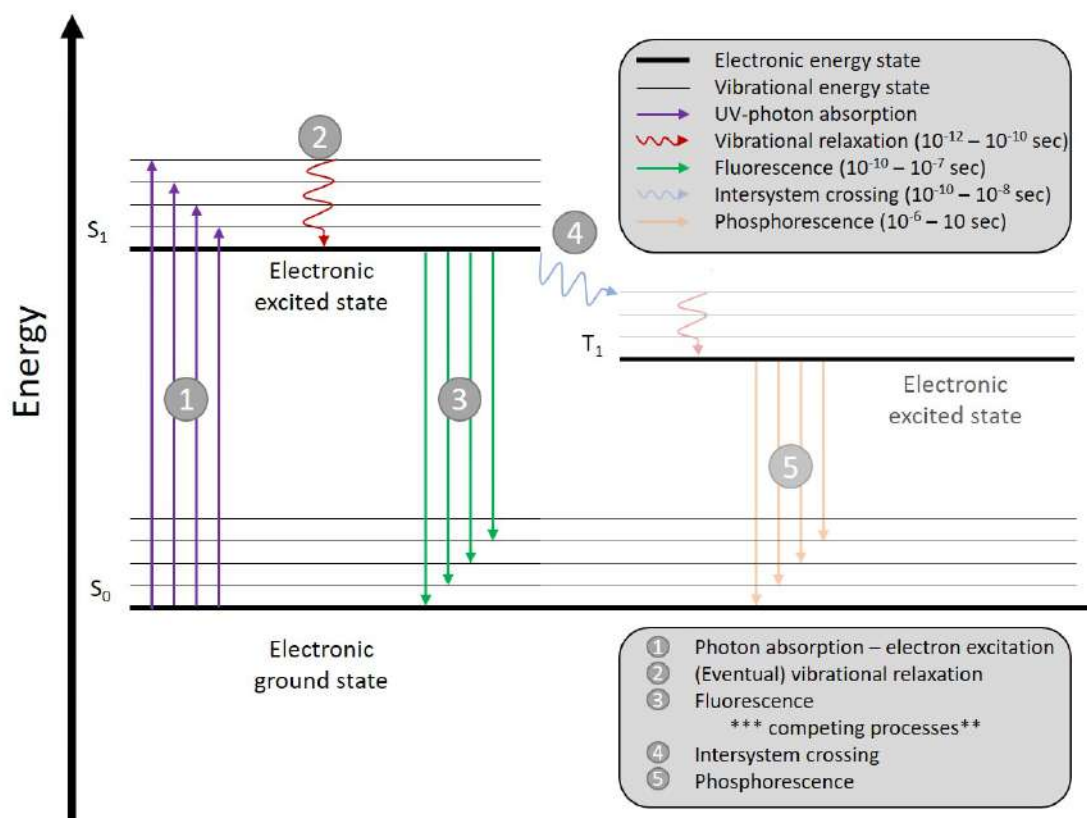 Electronic energy state
Vibrational energy state
UV-photon absorption
Vibrational relaxation (10⁻¹² – 10⁻¹⁰ sec)
Fluorescence (10⁻¹⁰ – 10⁻⁷ sec)
Intersystem crossing (10⁻¹⁰ – 10⁻⁸ sec)
Phosphorescence (10⁻⁶ – 10 sec)
2
S₁
4
Electronic
excited state
T₁
Energy
1
3
Electronic
excited state
5
S₀
Electronic
ground state
1 Photon absorption – electron excitation
2 (Eventual) vibrational relaxation
3 Fluorescence
*** competing processes**
4 Intersystem crossing
5 Phosphorescence